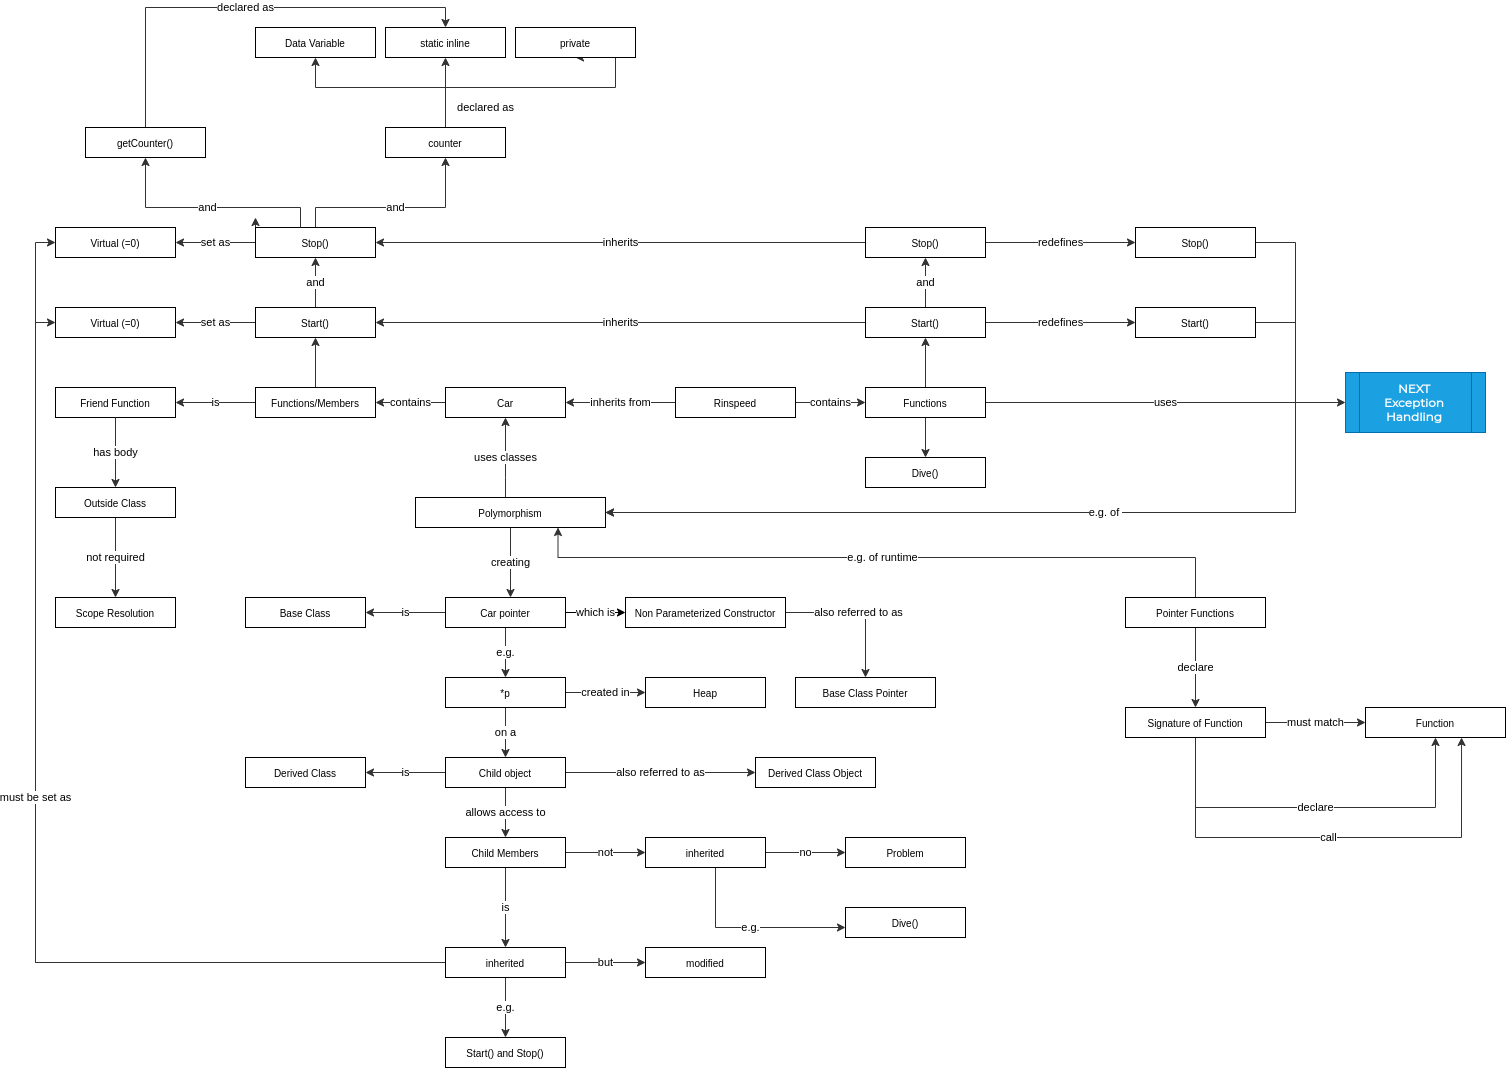 declared as
Data Variable
static inline
private
declared as
getCounter()
counter
and
and
Virtual (=0)
set as
Stop()
inherits
Stop()
redefines
Stop()
and
and
Virtual (=0)
set as
Start()
inherits
Start()
redefines
Start()
Friend Function
is
Functions/Members
contains
Car
inherits from
Rinspeed
contains
Functions
uses
NEXT
Exception
Handling
has body
uses classes
Dive()
Outside Class
Polymorphism
e.g. of
not required
creating
e.g. of runtime
Scope Resolution
Base Class
is
Car pointer
which is
Non Parameterized Constructor
also referred to as
Pointer Functions
e.g.
declare
*p
created in
Heap
Base Class Pointer
on a
Signature of Function
must match
Function
Derived Class
is
Child object
also referred to as
Derived Class Object
must be set as
allows access to
declare
call
Child Members
not
inherited
no
Problem
is
e.g.
Dive()
inherited
but
modified
e.g.
Start() and Stop()